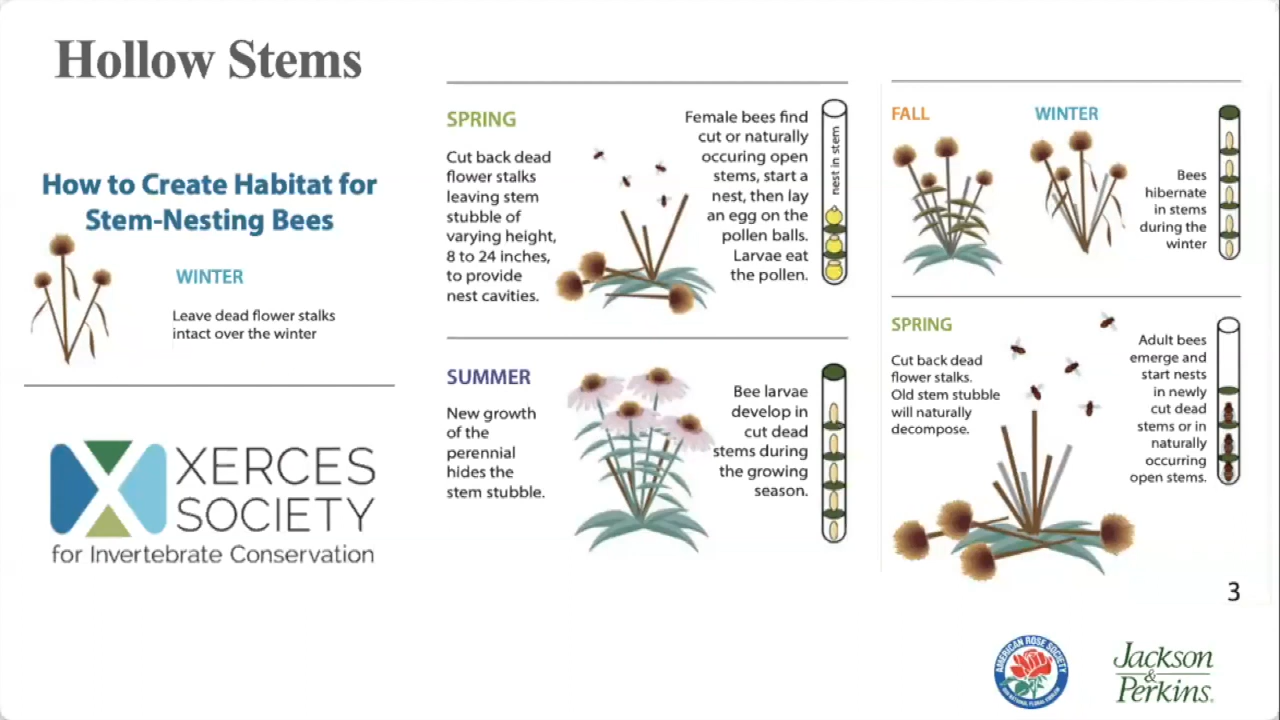 Hollow Stems
How to Create Habitat for
Stem-Nesting Bees
WINTER
Leave dead flower stalks
intact over the winter
XERCES
SOCIETY
for Invertebrate Conservation
SPRING
Cut back dead
flower stalks
leaving stem
stubble of
varying height,
8 to 24 inches,
to provide
nest cavities.
Female bees find
cut or naturally
occuring open
stems, start a
nest, then lay
an egg on the
pollen balls.
Larvae eat
the pollen.
nest in stem
SUMMER
New growth
of the
perennial
hides the
stem stubble.
Bee larvae
develop in
cut dead
stems during
the growing
season.
FALL
WINTER
Bees
hibernate
in stems
during the
winter
SPRING
Cut back dead
flower stalks.
Old stem stubble
will naturally
decompose.
Adult bees
emerge and
start nests
in newly
cut dead
stems or in
naturally
occurring
open stems.
3
AMERICAN ROSE SOCIETY
Jackson
&
Perkins.